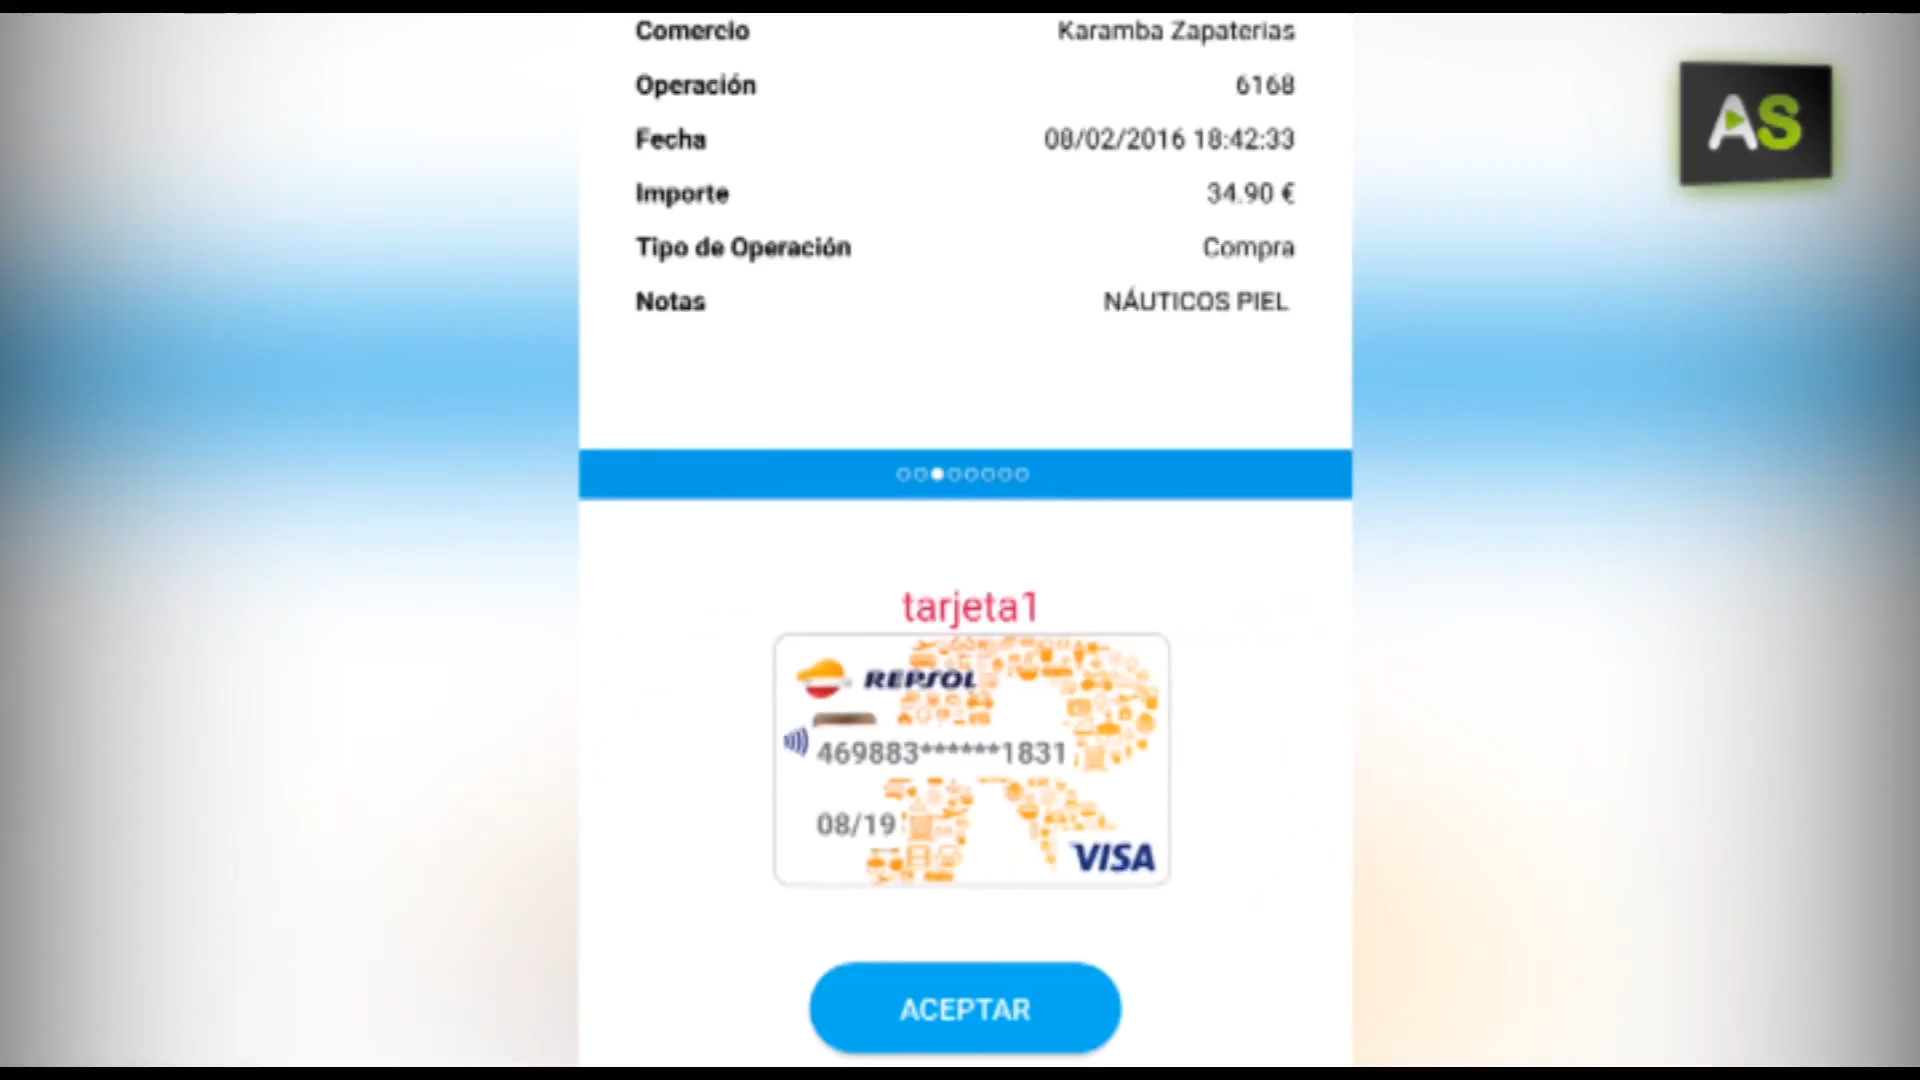 Comercio Karamba Zapaterias
Operación 6168
Fecha 08/02/2016 18:42:33
Importe 34.90 €
Tipo de Operación Compra
Notas NÁUTICOS PIEL
AS
tarjeta1
REPSOL
469883******1831
08/19
VISA
ACEPTAR